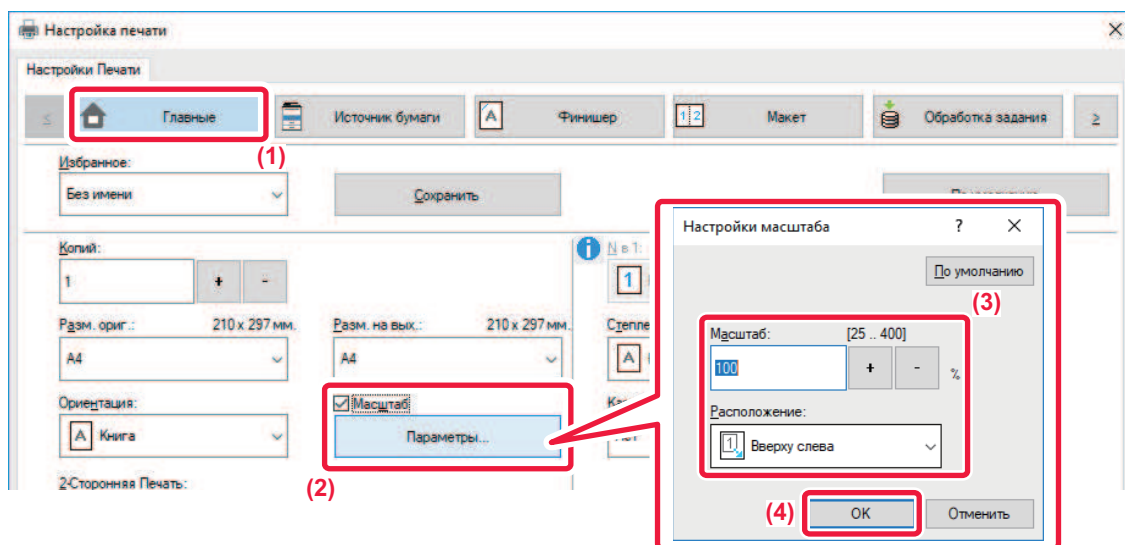 Настройка печати
Настройки Печати
≤ Главные Источник бумаги Финишер Макет Обработка задания ≥
(1)
Избранное:
Без имени Сохранить
Копий: N в 1:
1 + -
Разм. ориг.: 210 x 297 мм. Разм. на вых.: 210 x 297 мм.
A4 A4
Ориентация: Масштаб
Книга Параметры...
(2)
2-Сторонняя Печать:
Настройки масштаба ?
По умолчанию
(3)
Масштаб: [25 .. 400]
100 + - %
Расположение:
Вверху слева
(4) OK Отменить